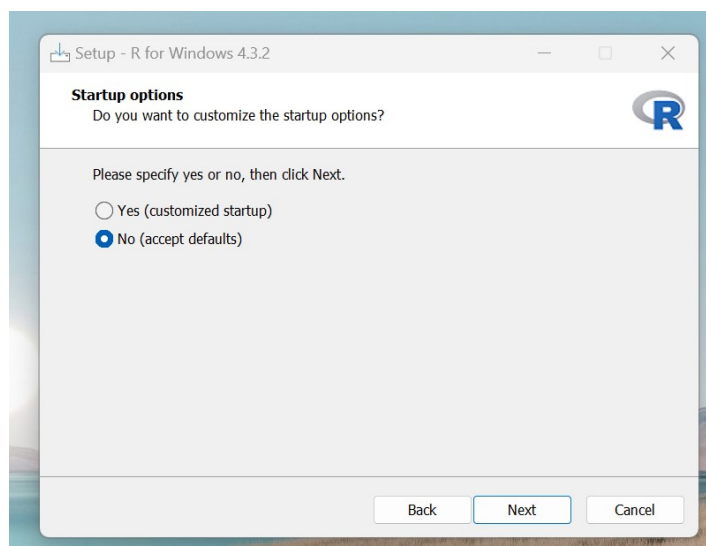 Setup - R for Windows 4.3.2
Startup options
Do you want to customize the startup options?
R
Please specify yes or no, then click Next.
Yes (customized startup)
No (accept defaults)
Back Next Cancel